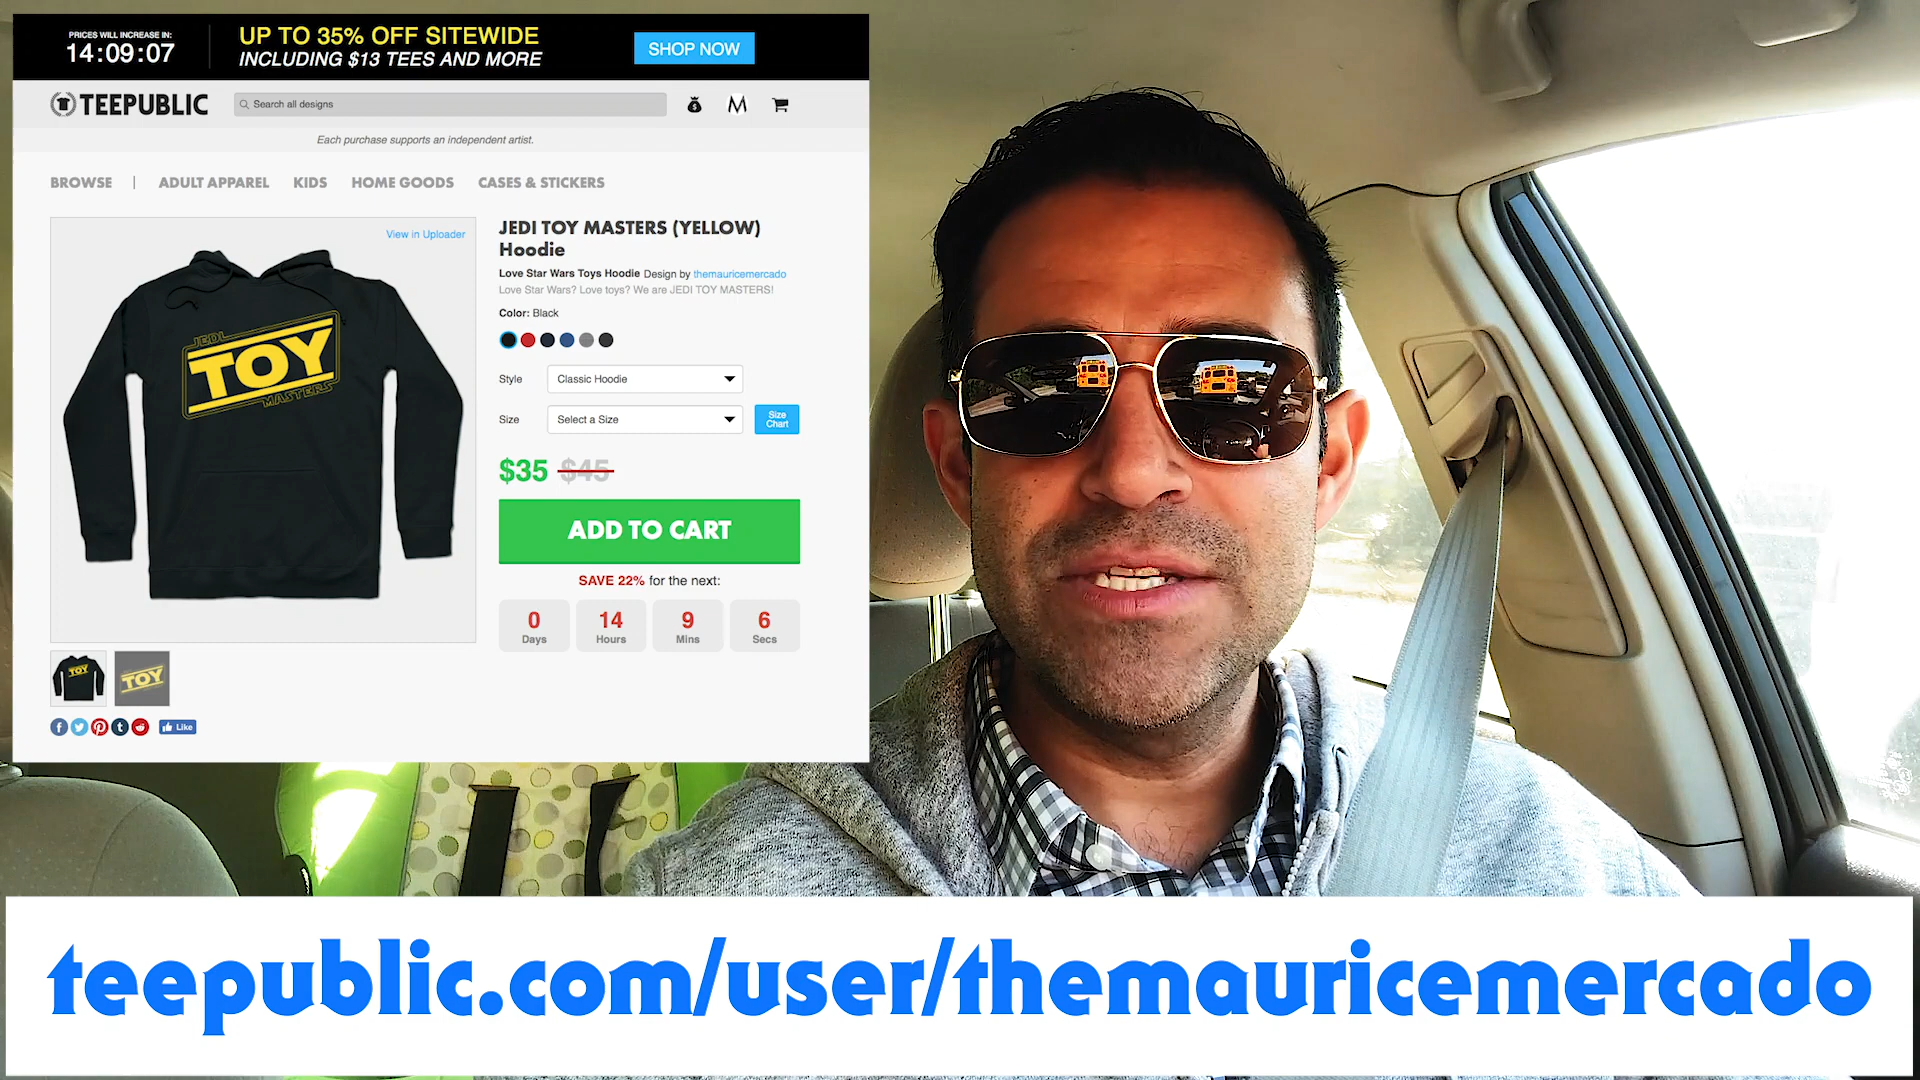 PRICES WILL INCREASE IN:
14:09:07
UP TO 35% OFF SITEWIDE
INCLUDING $13 TEES AND MORE
SHOP NOW
TEEPUBLIC
Search all designs
M
Each purchase supports an independent artist.
BROWSE | ADULT APPAREL KIDS HOME GOODS CASES & STICKERS
View in Uploader
JEDI
TOY
MASTERS
JEDI TOY MASTERS (YELLOW)
Hoodie
Love Star Wars Toys Hoodie Design by themauricemercado
Love Star Wars? Love toys? We are JEDI TOY MASTERS!
Color: Black
Style Classic Hoodie
Size Select a Size
Size
Chart
$35 $45
ADD TO CART
SAVE 22% for the next:
0 14 9 6
Days Hours Mins Secs
TOY
TOY
Like
teepublic.com/user/themauricemercado